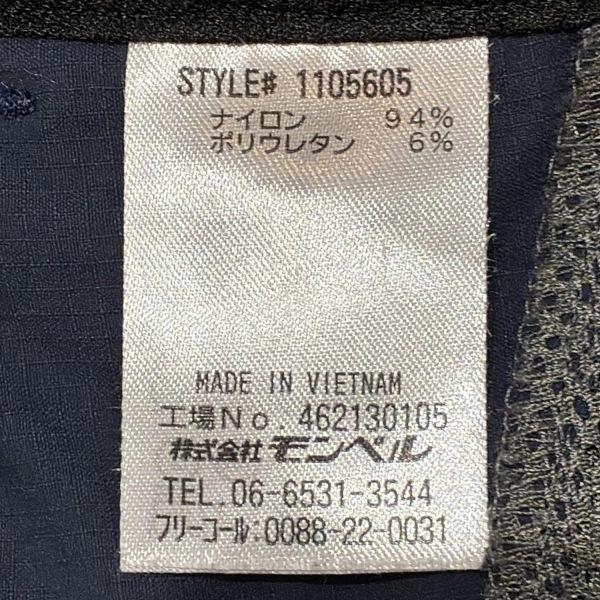 STYLE# 1105605
ナイロン 94%
ポリウレタン 6%
MADE IN VIETNAM
工場No. 462130105
株式会社 モンベル
TEL.06-6531-3544
フリーコール:0088-22-0031